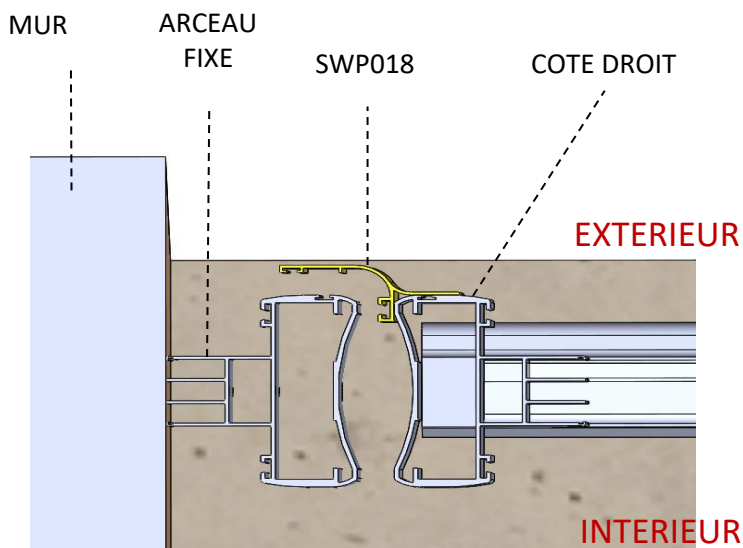 MUR
ARCEAU
FIXE
SWP018
COTE DROIT
EXTERIEUR
INTERIEUR